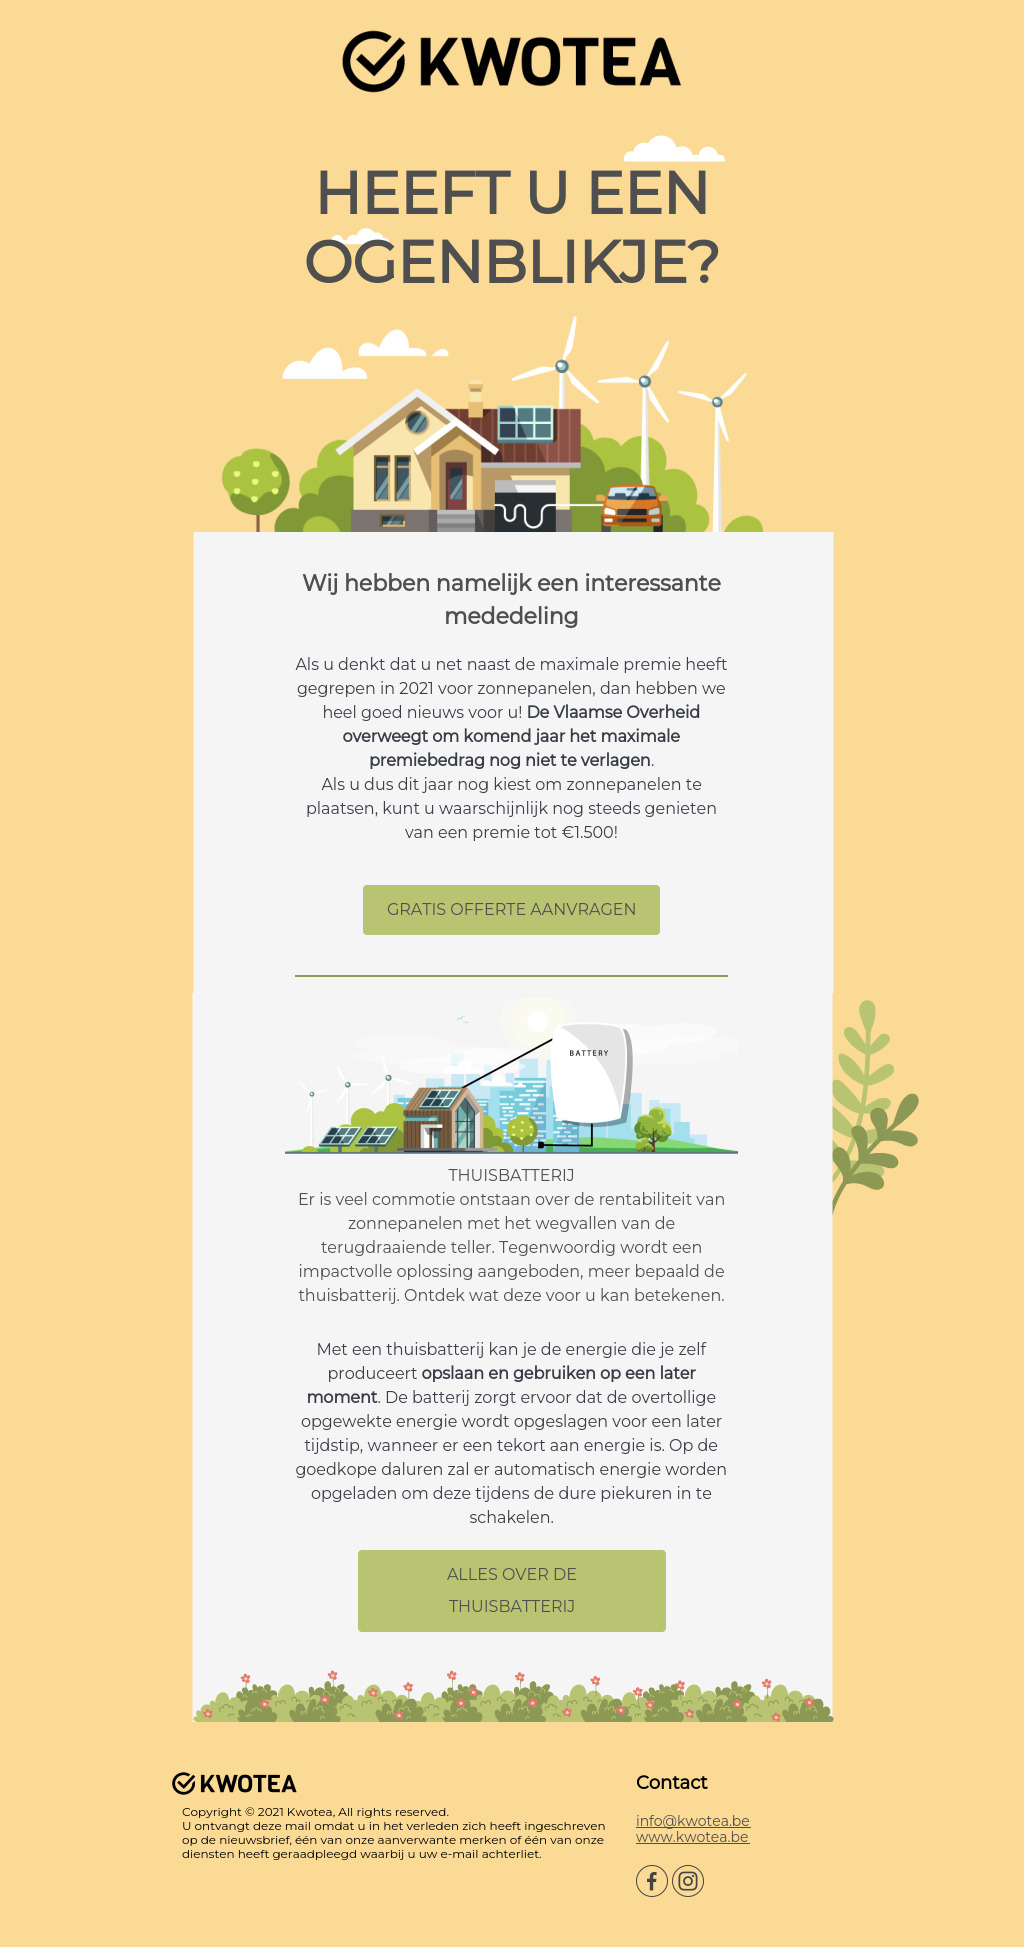 KWOTEA
HEEFT U EEN
OGENBLIKJE?
Wij hebben namelijk een interessante
mededeling
Als u denkt dat u net naast de maximale premie heeft
gegrepen in 2021 voor zonnepanelen, dan hebben we
heel goed nieuws voor u! De Vlaamse Overheid
overweegt om komend jaar het maximale
premiebedrag nog niet te verlagen.
Als u dus dit jaar nog kiest om zonnepanelen te
plaatsen, kunt u waarschijnlijk nog steeds genieten
van een premie tot €1.500!
GRATIS OFFERTE AANVRAGEN
BATTERY
THUISBATTERIJ
Er is veel commotie ontstaan over de rentabiliteit van
zonnepanelen met het wegvallen van de
terugdraaiende teller. Tegenwoordig wordt een
impactvolle oplossing aangeboden, meer bepaald de
thuisbatterij. Ontdek wat deze voor u kan betekenen.
Met een thuisbatterij kan je de energie die je zelf
produceert opslaan en gebruiken op een later
moment. De batterij zorgt ervoor dat de overtollige
opgewekte energie wordt opgeslagen voor een later
tijdstip, wanneer er een tekort aan energie is. Op de
goedkope daluren zal er automatisch energie worden
opgeladen om deze tijdens de dure piekuren in te
schakelen.
ALLES OVER DE
THUISBATTERIJ
KWOTEA
Copyright © 2021 Kwotea, All rights reserved.
U ontvangt deze mail omdat u in het verleden zich heeft ingeschreven
op de nieuwsbrief, één van onze aanverwante merken of één van onze
diensten heeft geraadpleegd waarbij u uw e-mail achterliet.
Contact
info@kwotea.be
www.kwotea.be